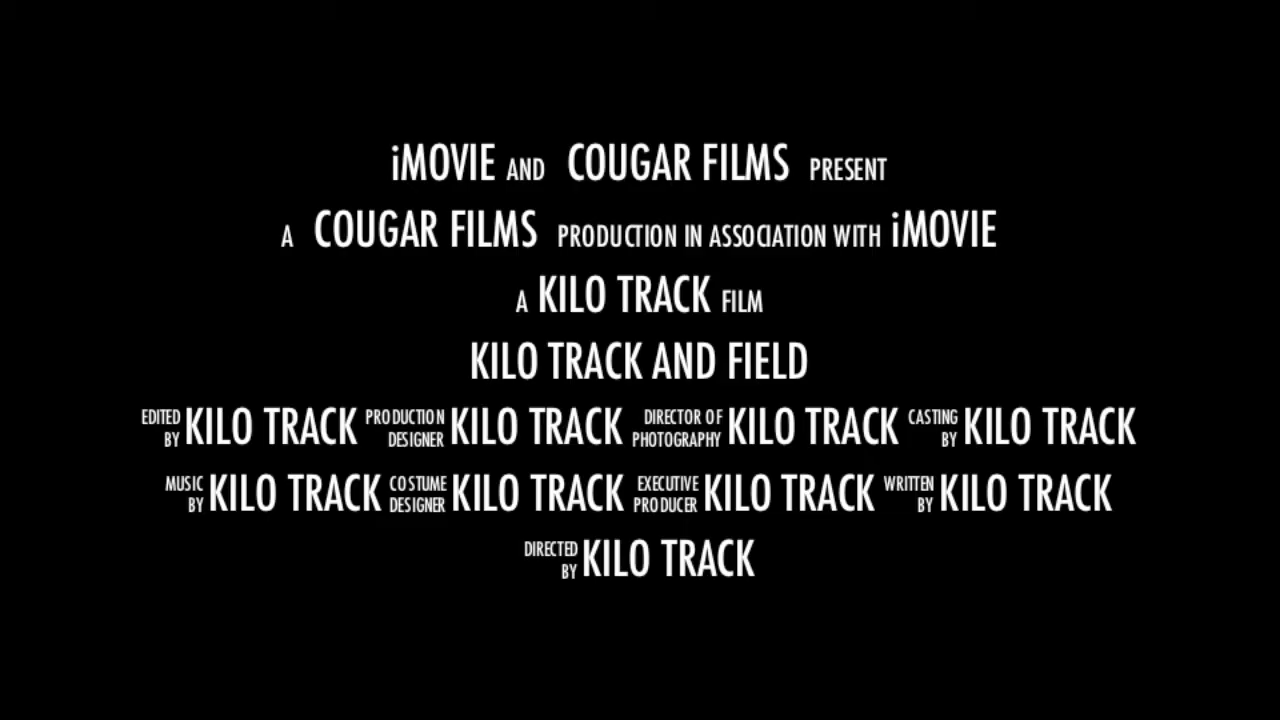 iMOVIE AND COUGAR FILMS PRESENT
A COUGAR FILMS PRODUCTION IN ASSOCIATION WITH iMOVIE
A KILO TRACK FILM
KILO TRACK AND FIELD
EDITED BY KILO TRACK PRODUCTION DESIGNER KILO TRACK DIRECTOR OF PHOTOGRAPHY KILO TRACK CASTING BY KILO TRACK
MUSIC BY KILO TRACK COSTUME DESIGNER KILO TRACK EXECUTIVE PRODUCER KILO TRACK WRITTEN BY KILO TRACK
DIRECTED BY KILO TRACK